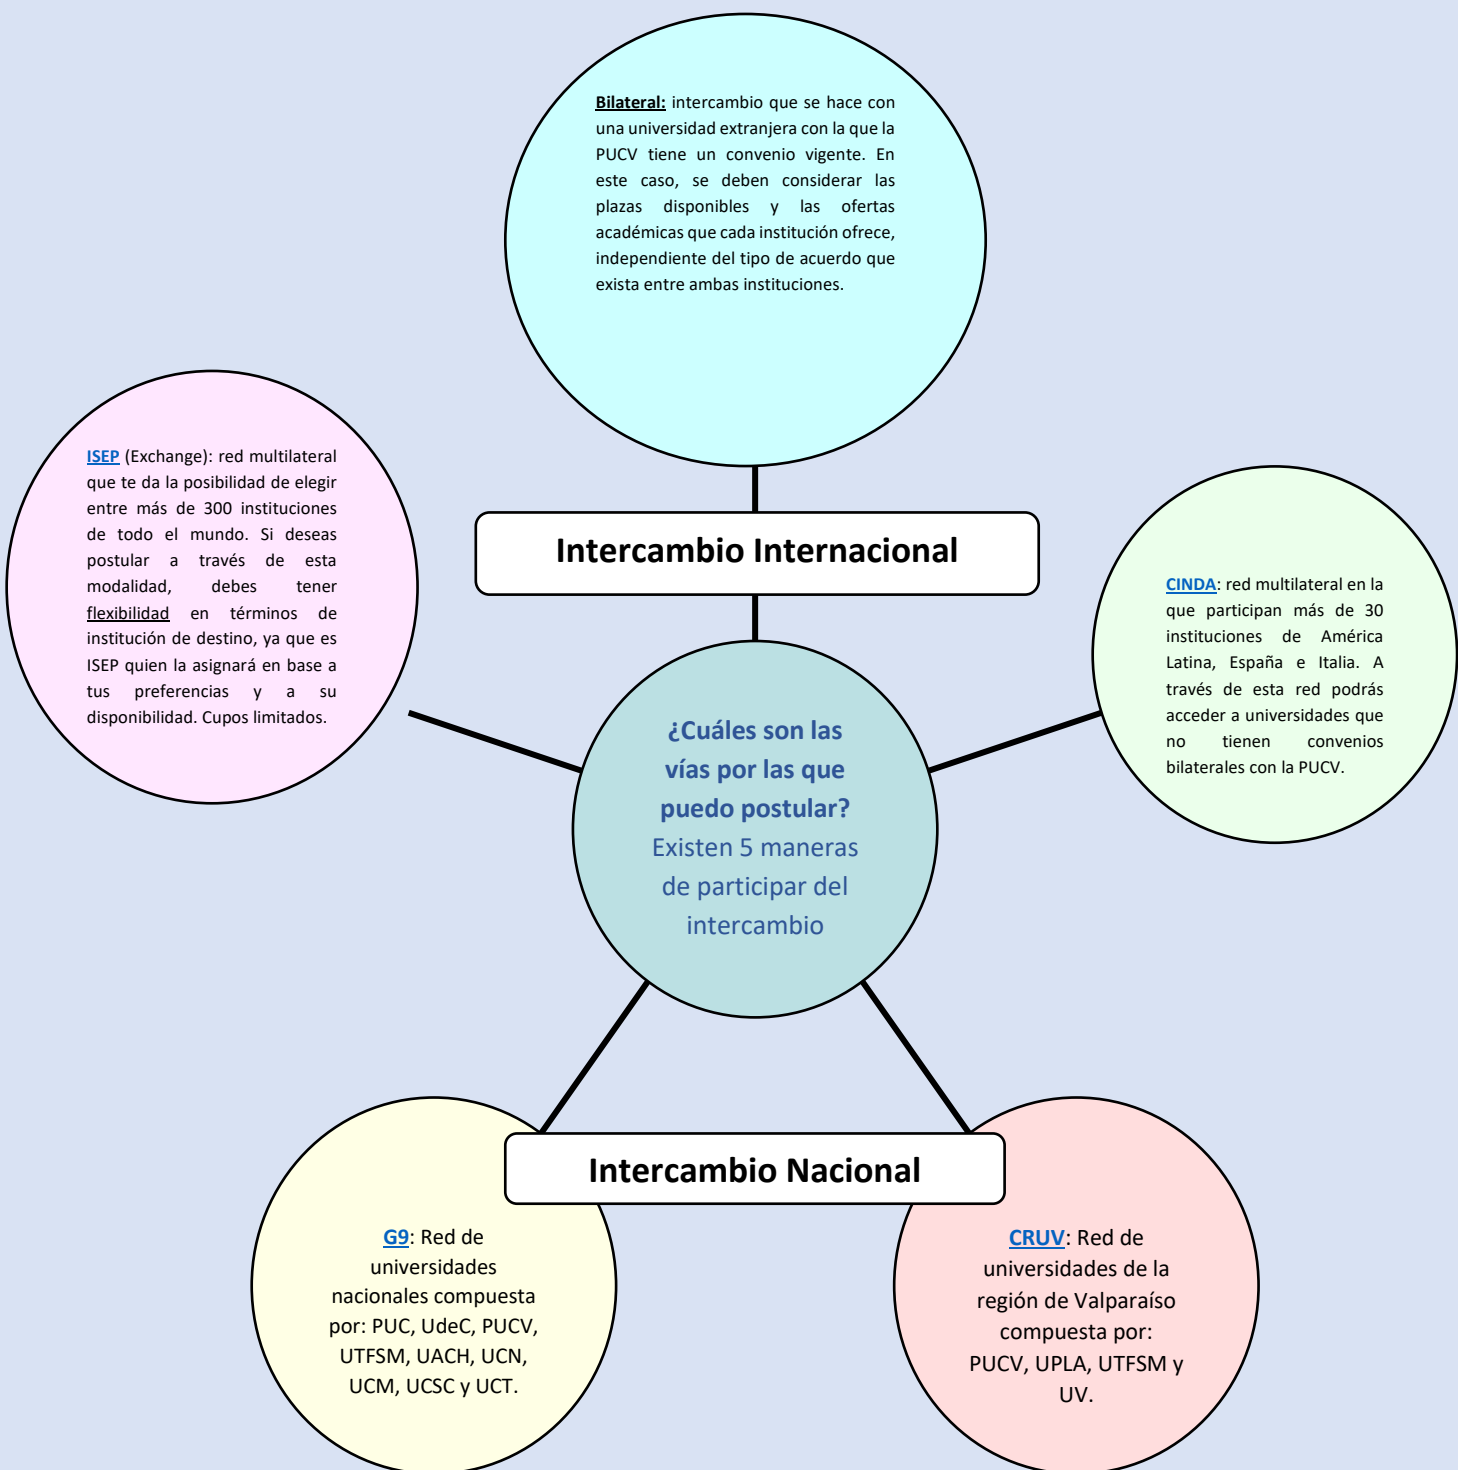 Bilateral: intercambio que se hace con
una universidad extranjera con la que la
PUCV tiene un convenio vigente. En
este caso, se deben considerar las
plazas disponibles y las ofertas
académicas que cada institución ofrece,
independiente del tipo de acuerdo que
exista entre ambas instituciones.
ISEP (Exchange): red multilateral
que te da la posibilidad de elegir
entre más de 300 instituciones
de todo el mundo. Si deseas
postular a través de esta
modalidad, debes tener
flexibilidad en términos de
institución de destino, ya que es
ISEP quien la asignará en base a
tus preferencias y a su
disponibilidad. Cupos limitados.
Intercambio Internacional
CINDA: red multilateral en la
que participan más de 30
instituciones de América
Latina, España e Italia. A
través de esta red podrás
acceder a universidades que
no tienen convenios
bilaterales con la PUCV.
¿Cuáles son las
vías por las que
puedo postular?
Existen 5 maneras
de participar del
intercambio
Intercambio Nacional
G9: Red de
universidades
nacionales compuesta
por: PUC, UdeC, PUCV,
UTFSM, UACH, UCN,
UCM, UCSC y UCT.
CRUV: Red de
universidades de la
región de Valparaíso
compuesta por:
PUCV, UPLA, UTFSM y
UV.